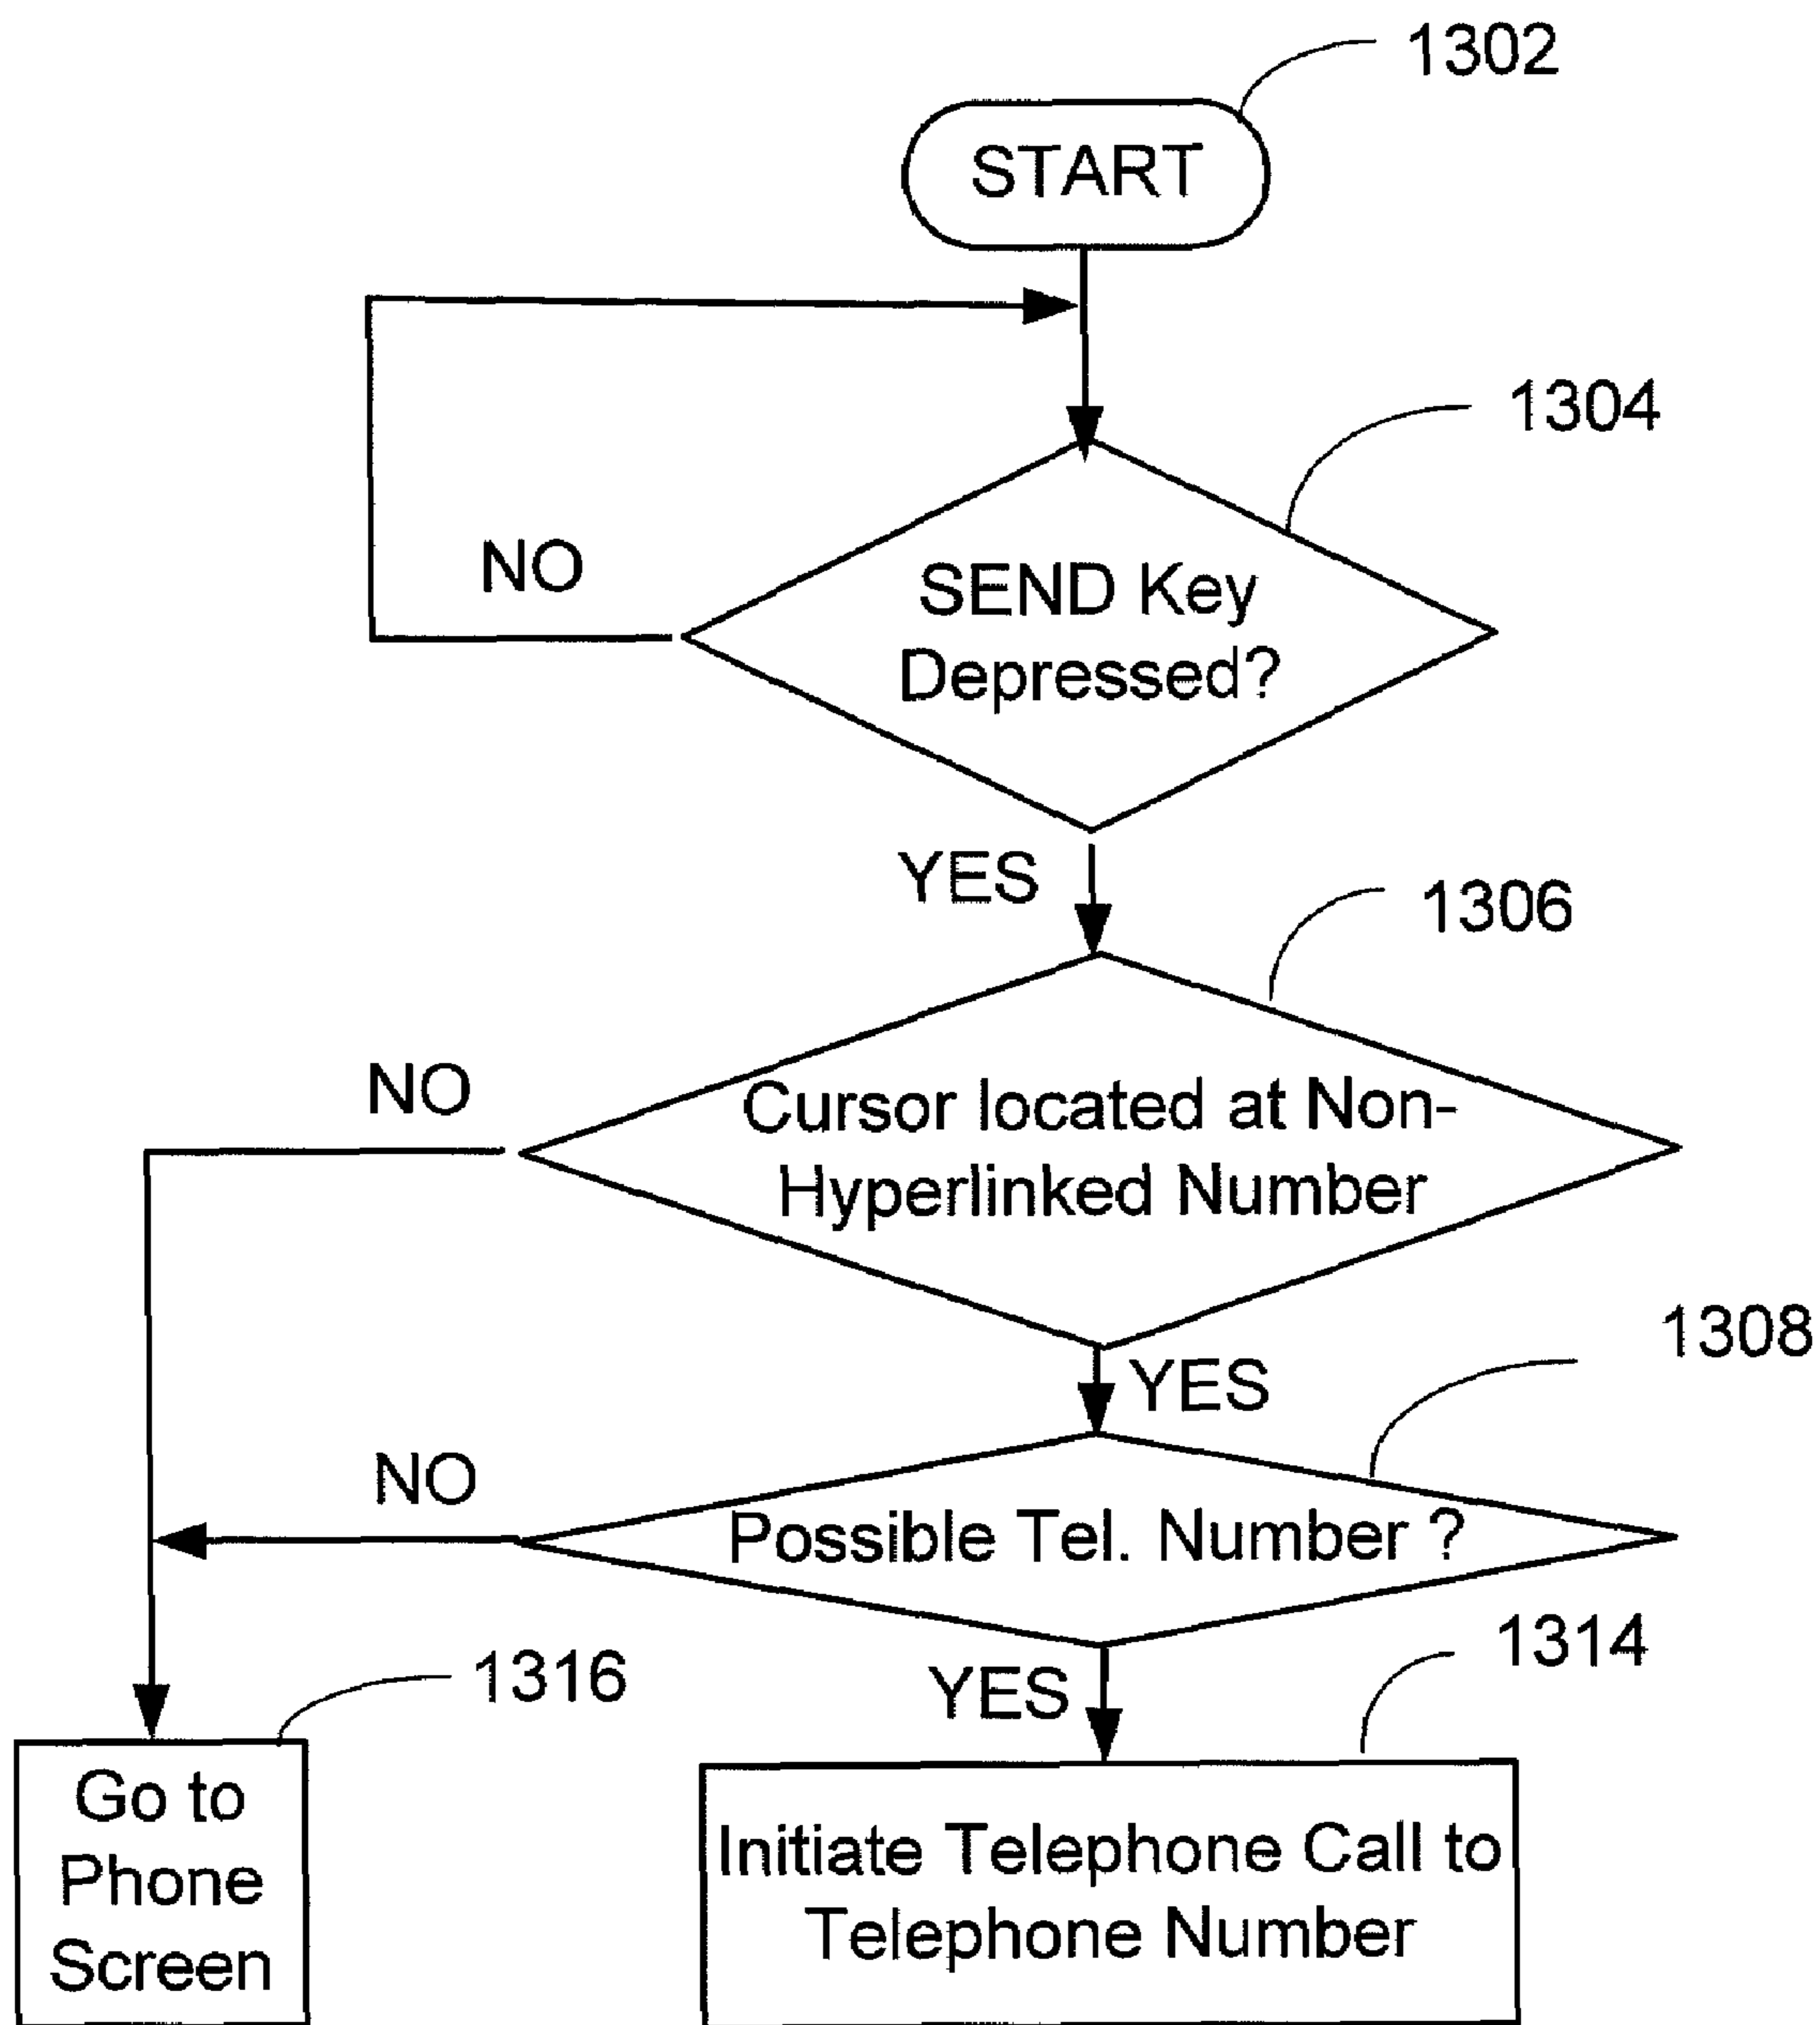 1302
START
1304
NO
SEND Key
Depressed?
YES
1306
NO
Cursor located at Non-
Hyperlinked Number
1308
YES
NO
Possible Tel. Number ?
1314
1316
YES
Go to
Phone
Screen
Initiate Telephone Call to
Telephone Number